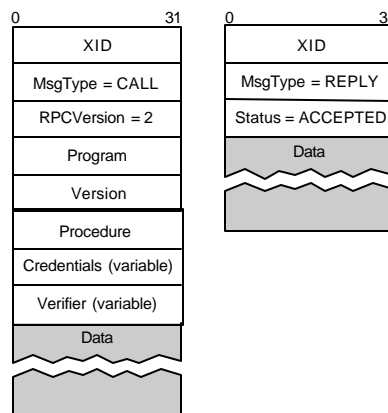 0 31
XID
MsgType = CALL
RPCVersion = 2
Program
Version
Procedure
Credentials (variable)
Verifier (variable)
Data
0 3
XID
MsgType = REPLY
Status = ACCEPTED
Data